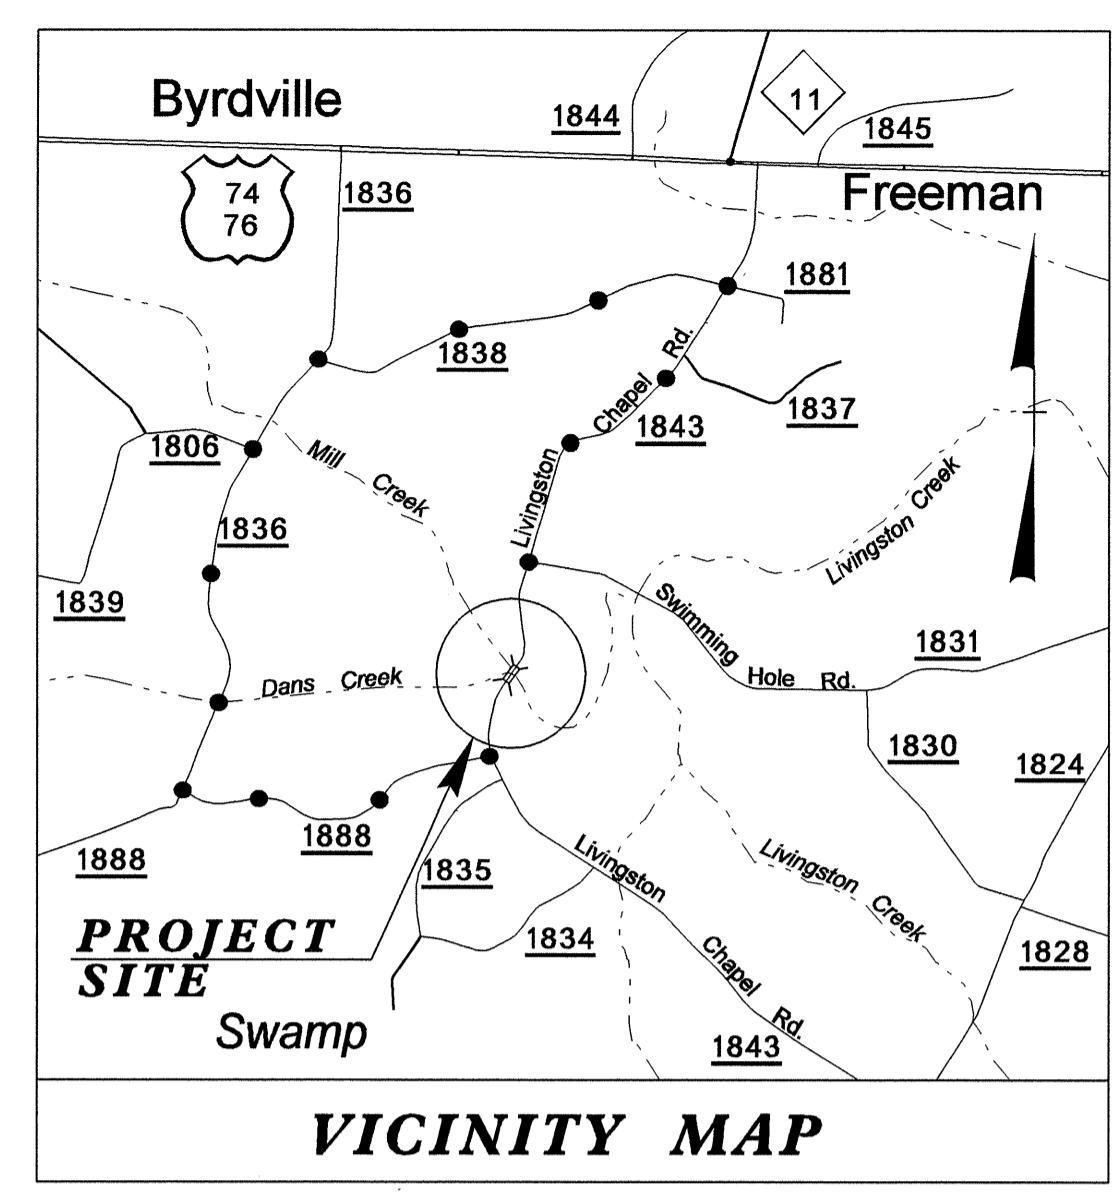 Byrdville
1844
11
1845
74
76
1836
Freeman
1881
1838
Livingston Chapel Rd.
1843
1837
1806
Mill Creek
Livingston Creek
1836
1839
Swimming Hole Rd.
1831
Dans Creek
1830
1824
1888
1888
1835
Livingston Chapel Rd.
Livingston Creek
1834
1828
PROJECT
SITE
Swamp
1843
VICINITY MAP